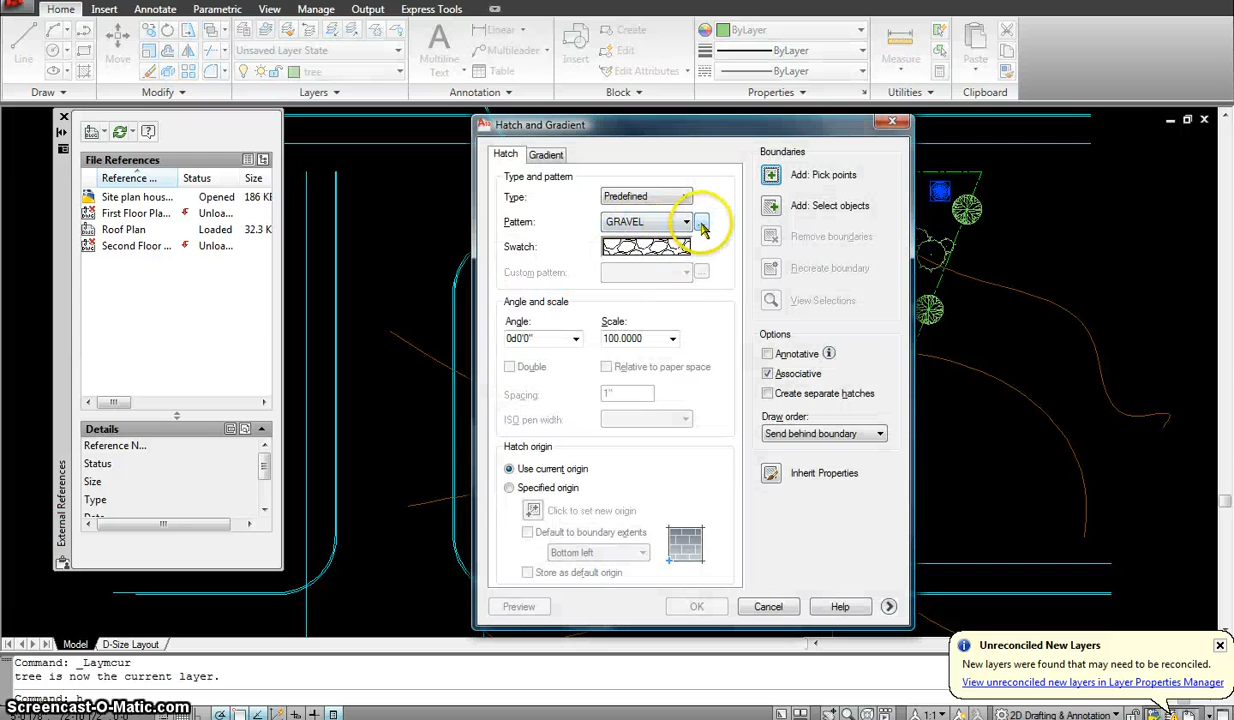 Home Insert Annotate Parametric View Manage Output Express Tools
Line
Move
Unsaved Layer State
tree
Multiline
Text
Linear
Multileader
Table
Insert
Create
Edit
Edit Attributes
ByLayer
ByLayer
ByLayer
Measure
Paste
Draw Modify Layers Annotation Block Properties Utilities Clipboard
File References
Reference ... Status Size
Site plan house... Opened 186 KE
First Floor Pla... Unloa...
Roof Plan Loaded 32.3 K
Second Floor ... Unloa...
Details
Reference N...
Status
Size
Type
External References
Hatch and Gradient
Hatch Gradient
Type and pattern
Type: Predefined
Pattern: GRAVEL
Swatch:
Custom pattern: ...
Angle and scale
Angle: Scale:
0d0'0" 100.0000
Double Relative to paper space
Spacing: 1"
ISO pen width:
Hatch origin
Use current origin
Specified origin
Click to set new origin
Default to boundary extents
Bottom left
Store as default origin
Boundaries
Add: Pick points
Add: Select objects
Remove boundaries
Recreate boundary
View Selections
Options
Annotative
Associative
Create separate hatches
Draw order:
Send behind boundary
Inherit Properties
Preview OK Cancel Help
Model D-Size Layout
Command: _Laymcur
tree is now the current layer.
Command: h
Screencast-O-Matic.com
Unreconciled New Layers
New layers were found that may need to be reconciled.
View unreconciled new layers in Layer Properties Manager
1:1
2D Drafting & Annotation